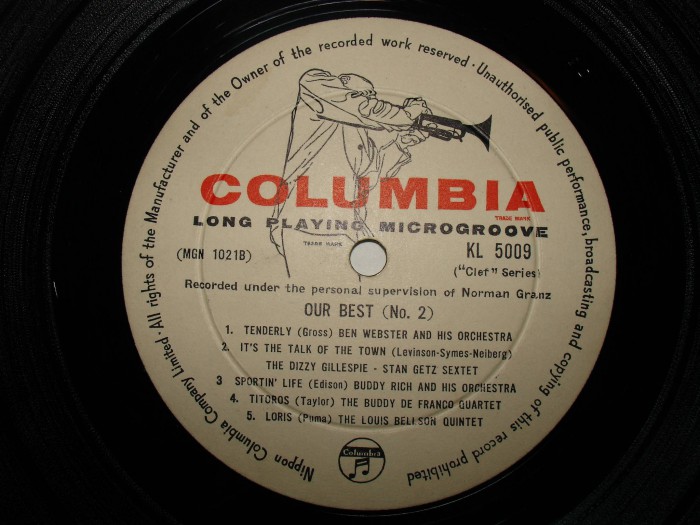 All rights of the Manufacturer and of the Owner of the recorded work reserved · Unauthorised public performance, broadcasting and copying of this record prohibited
COLUMBIA
TRADE MARK
LONG PLAYING MICROGROOVE
TRADE MARK
(MGN 1021B)
KL 5009
("Clef" Series)
Recorded under the personal supervision of Norman Granz
OUR BEST (No. 2)
1. TENDERLY (Gross) BEN WEBSTER AND HIS ORCHESTRA
2. IT'S THE TALK OF THE TOWN (Levinson-Symes-Neiberg)
THE DIZZY GILLESPIE - STAN GETZ SEXTET
3 SPORTIN' LIFE (Edison) BUDDY RICH AND HIS ORCHESTRA
4. TITOROS (Taylor) THE BUDDY DE FRANCO QUARTET
5. LORIS (Puma) THE LOUIS BELLSON QUINTET
Columbia
Nippon Columbia Company Limited ·